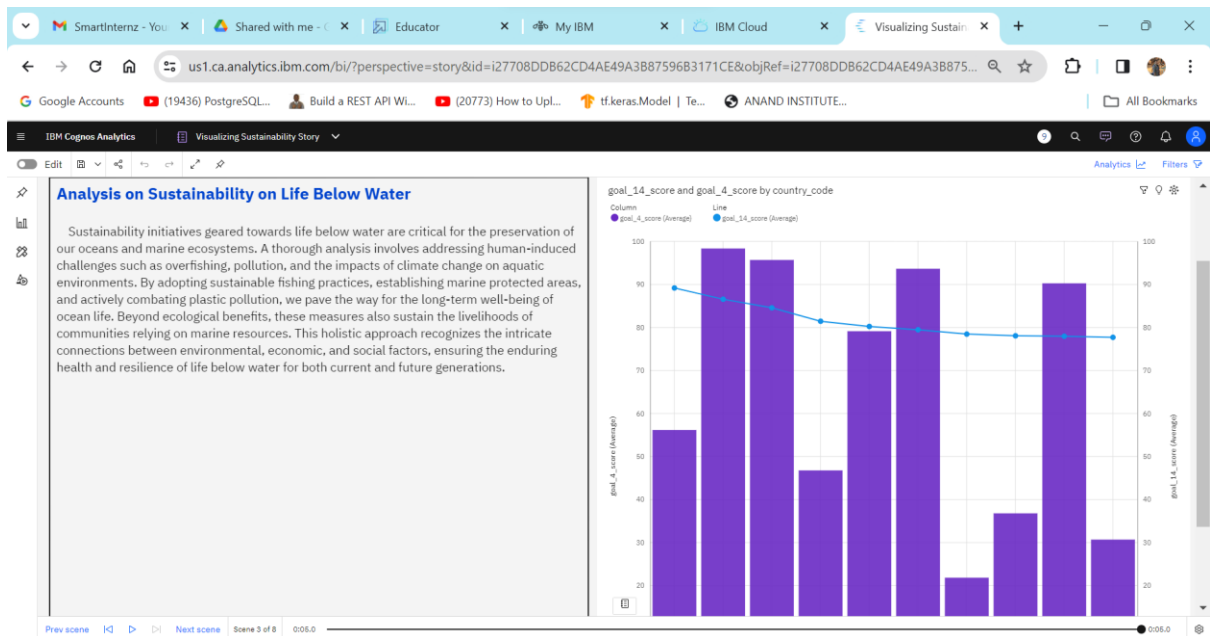 SmartInternz - You
Shared with me - G
Educator
My IBM
IBM Cloud
Visualizing Sustain
us1.ca.analytics.ibm.com/bi/?perspective=story&id=i27708DDB62CD4AE49A3B87596B3171CE&objRef=i27708DDB62CD4AE49A3B875...
Google Accounts
(19436) PostgreSQL...
Build a REST API Wi...
(20773) How to Upl...
tf.keras.Model | Te...
ANAND INSTITUTE...
All Bookmarks
IBM Cognos Analytics
Visualizing Sustainability Story
9
Edit
Analytics
Filters
Analysis on Sustainability on Life Below Water
Sustainability initiatives geared towards life below water are critical for the preservation of
our oceans and marine ecosystems. A thorough analysis involves addressing human-induced
challenges such as overfishing, pollution, and the impacts of climate change on aquatic
environments. By adopting sustainable fishing practices, establishing marine protected areas,
and actively combating plastic pollution, we pave the way for the long-term well-being of
ocean life. Beyond ecological benefits, these measures also sustain the livelihoods of
communities relying on marine resources. This holistic approach recognizes the intricate
connections between environmental, economic, and social factors, ensuring the enduring
health and resilience of life below water for both current and future generations.
goal_14_score and goal_4_score by country_code
Column
goal_4_score (Average)
Line
goal_14_score (Average)
100
90
80
70
60
50
40
30
20
goal_4_score (Average)
100
90
80
70
60
50
40
30
20
goal_14_score (Average)
Prev scene
Next scene
Scene 3 of 8
0:05.0
0:05.0